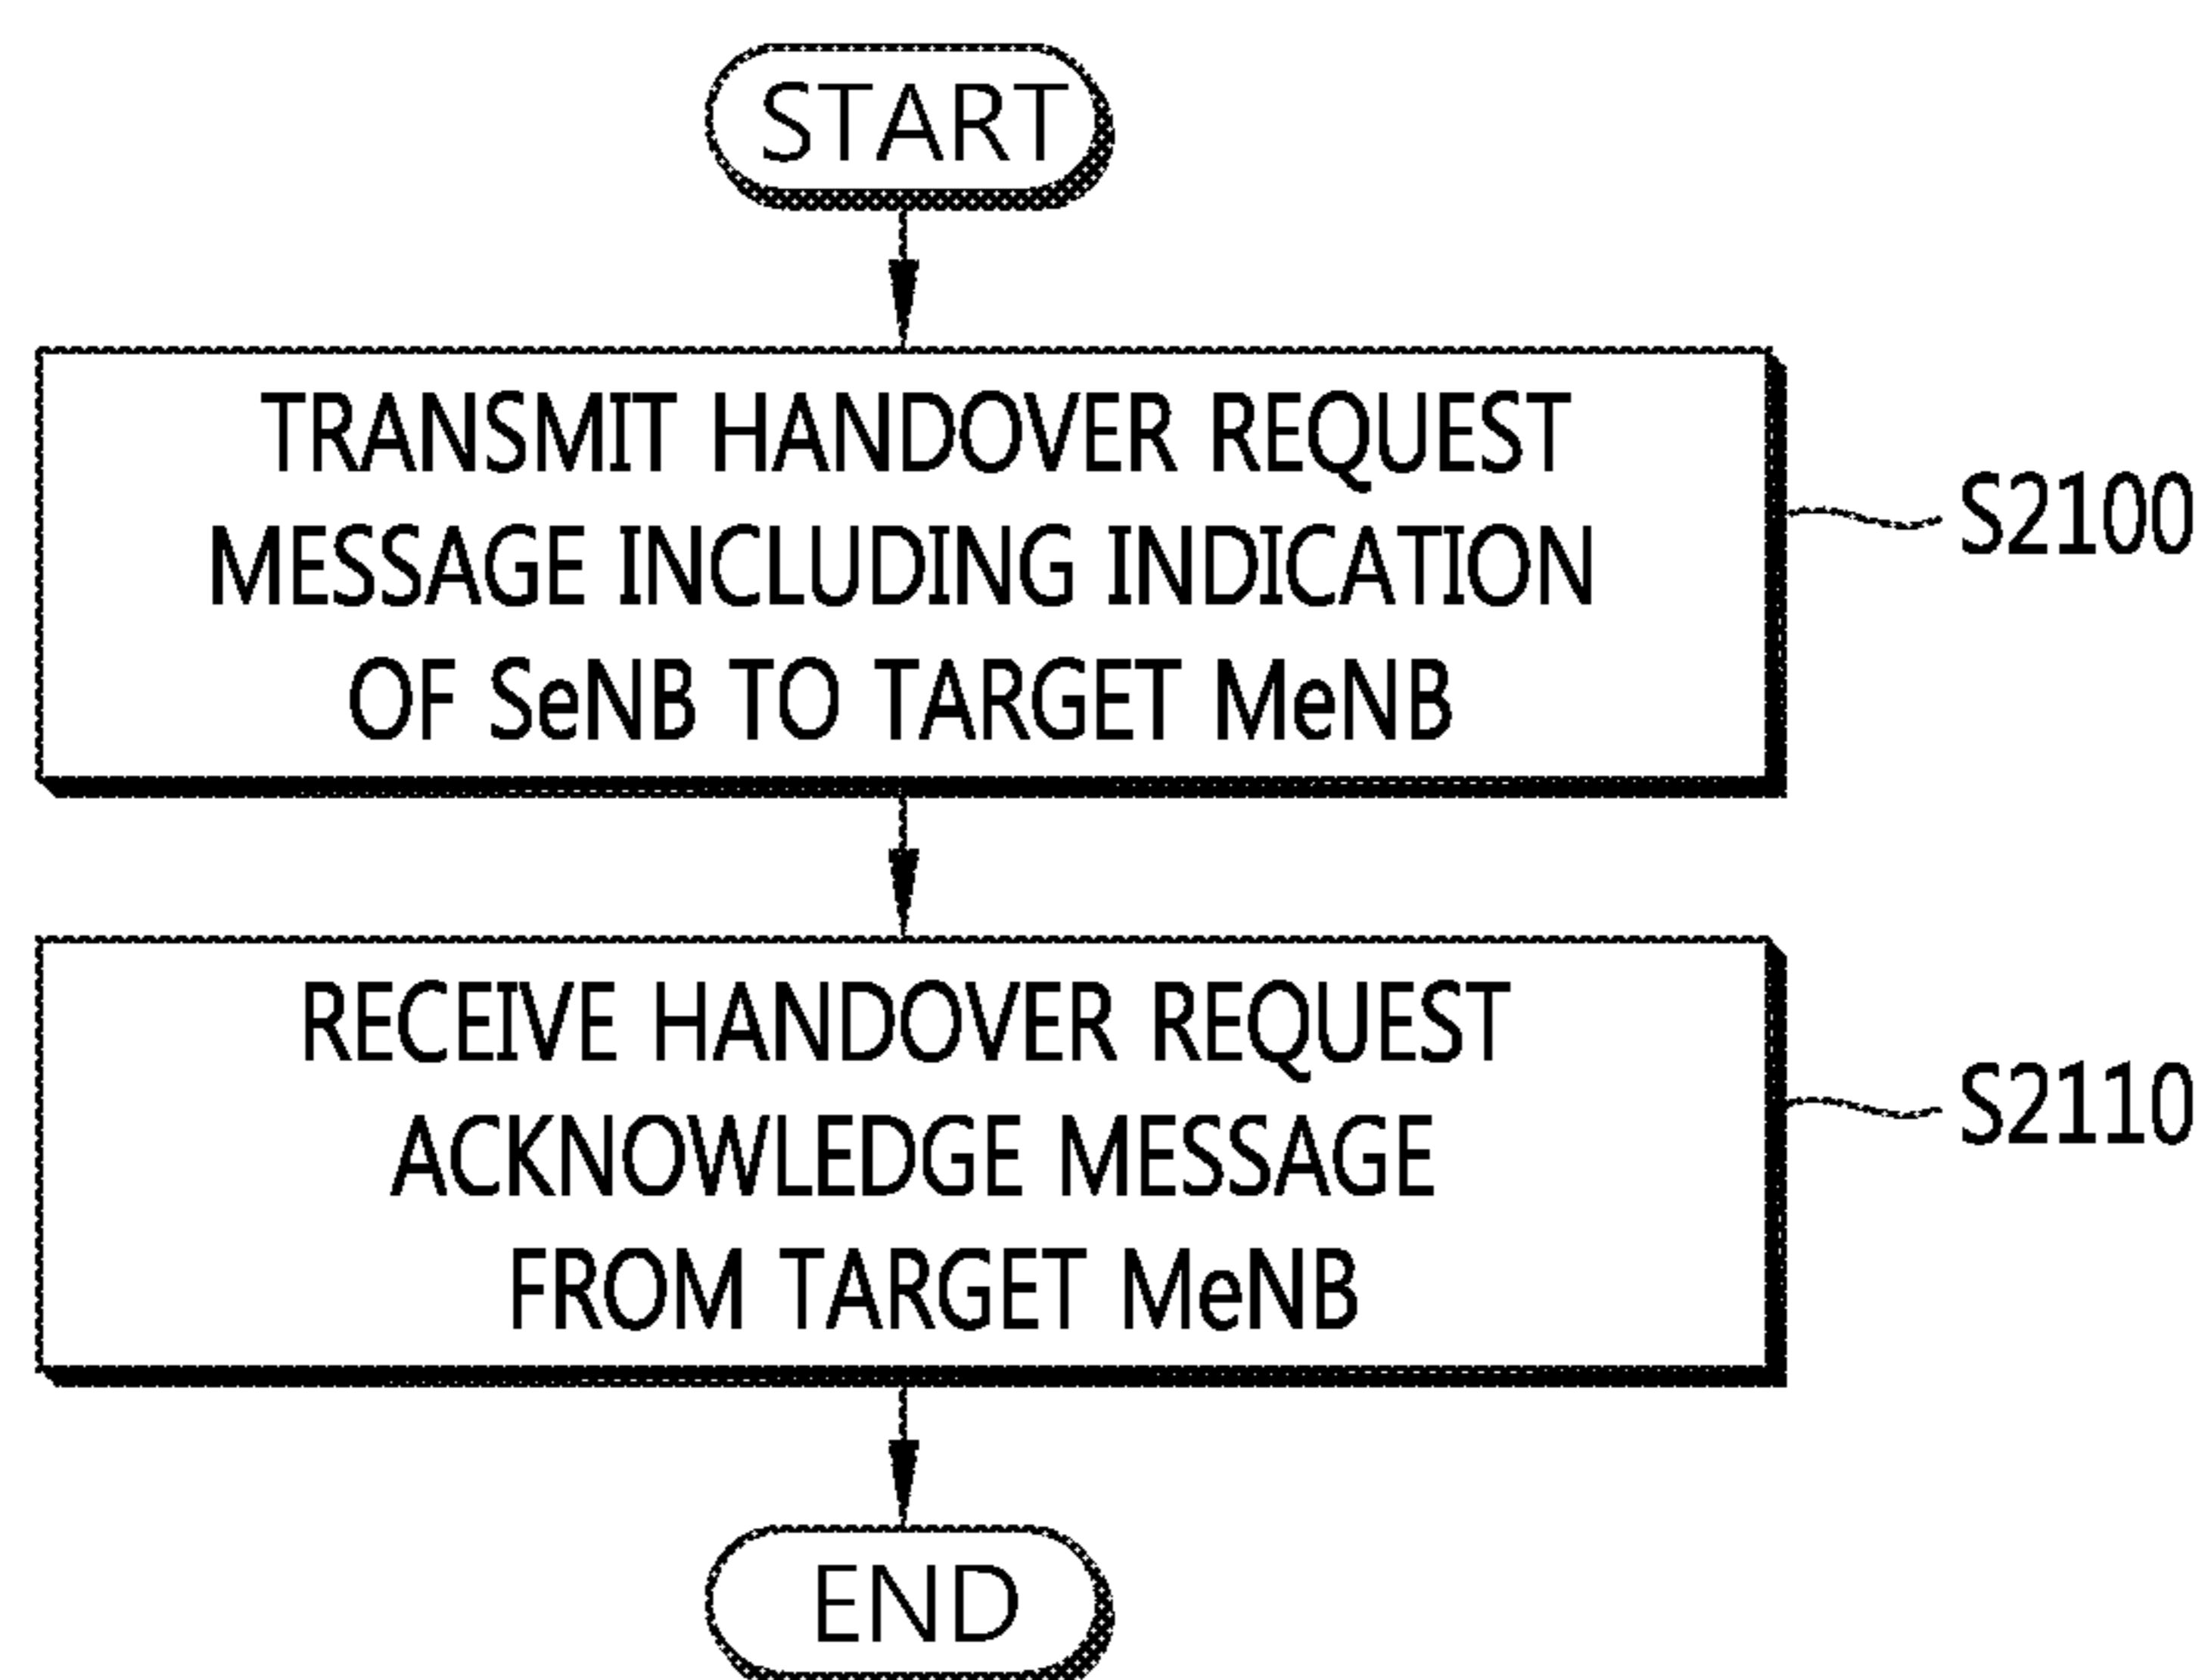 START
TRANSMIT HANDOVER REQUEST
MESSAGE INCLUDING INDICATION
OF SeNB TO TARGET MeNB
S2100
RECEIVE HANDOVER REQUEST
ACKNOWLEDGE MESSAGE
FROM TARGET MeNB
S2110
END